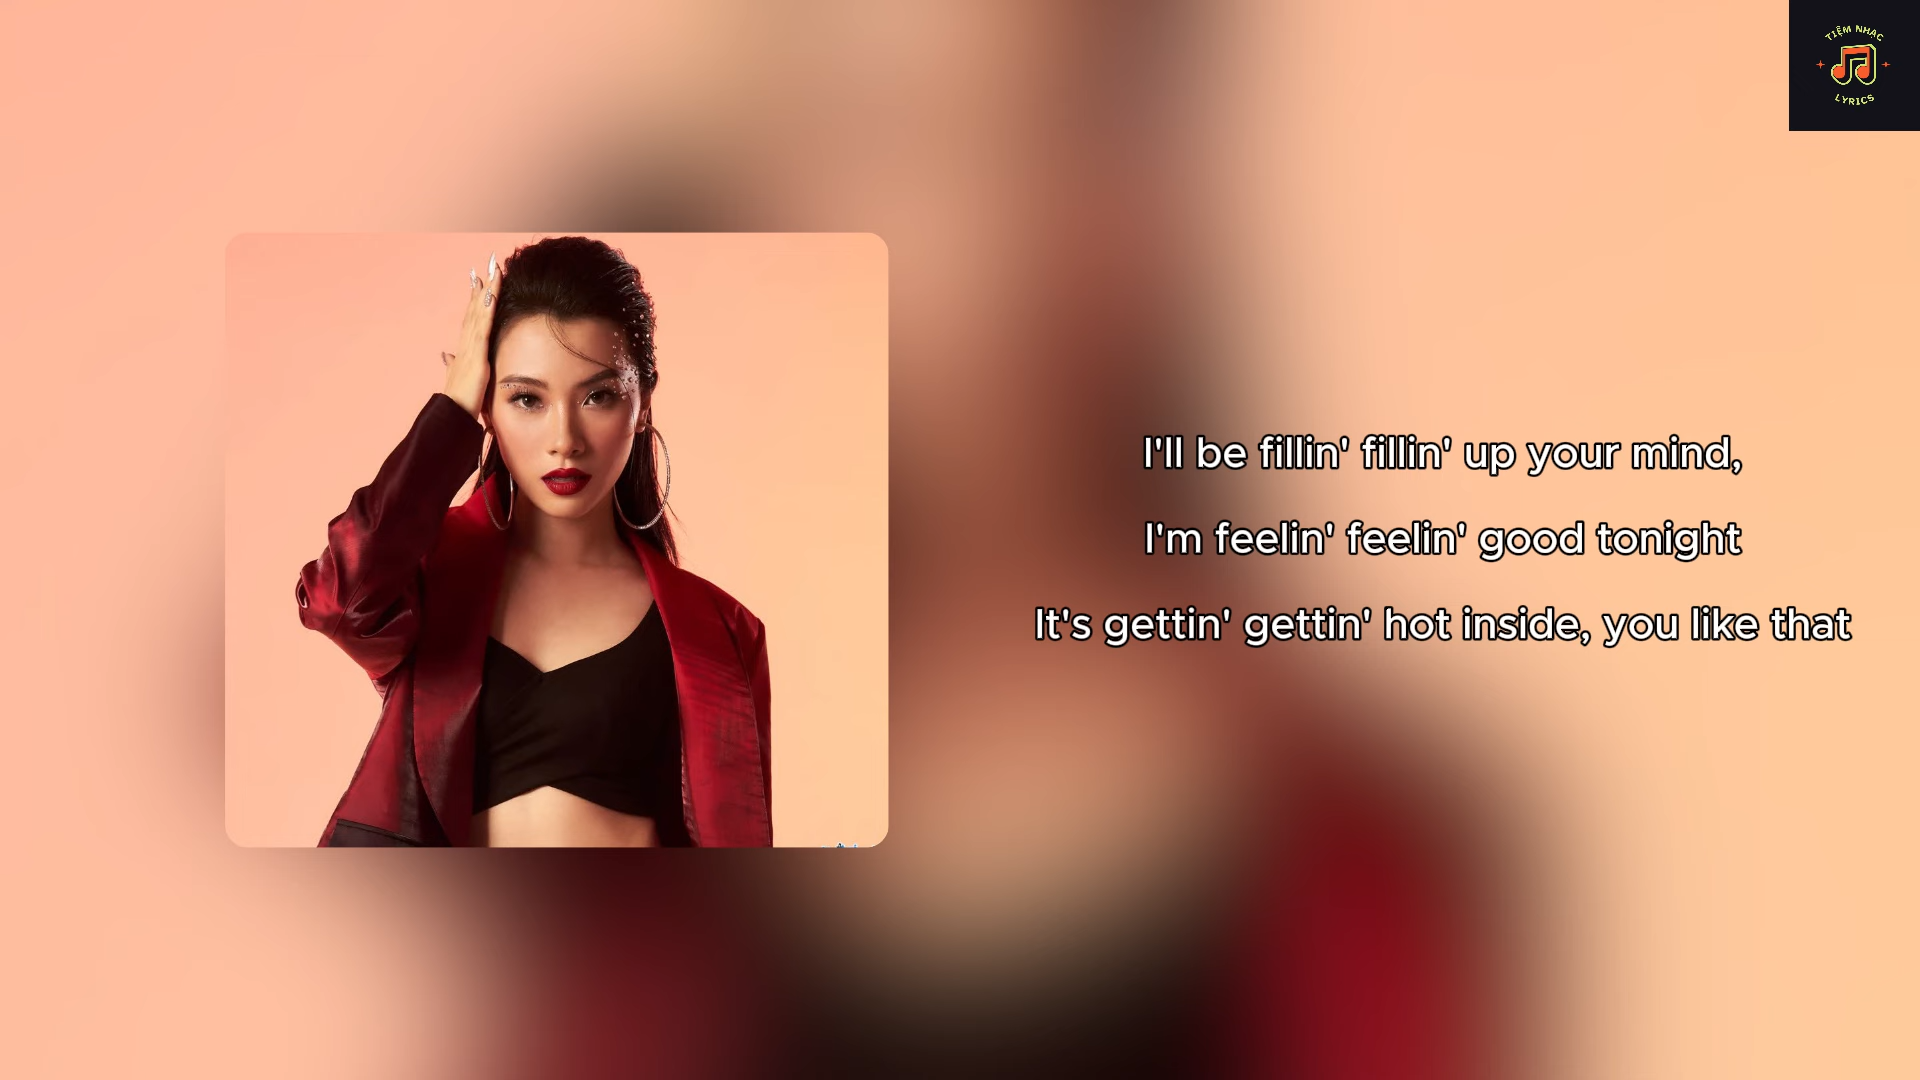 TIỆM NHẠC
LYRICS
I'll be fillin' fillin' up your mind,
I'm feelin' feelin' good tonight
It's gettin' gettin' hot inside, you like that